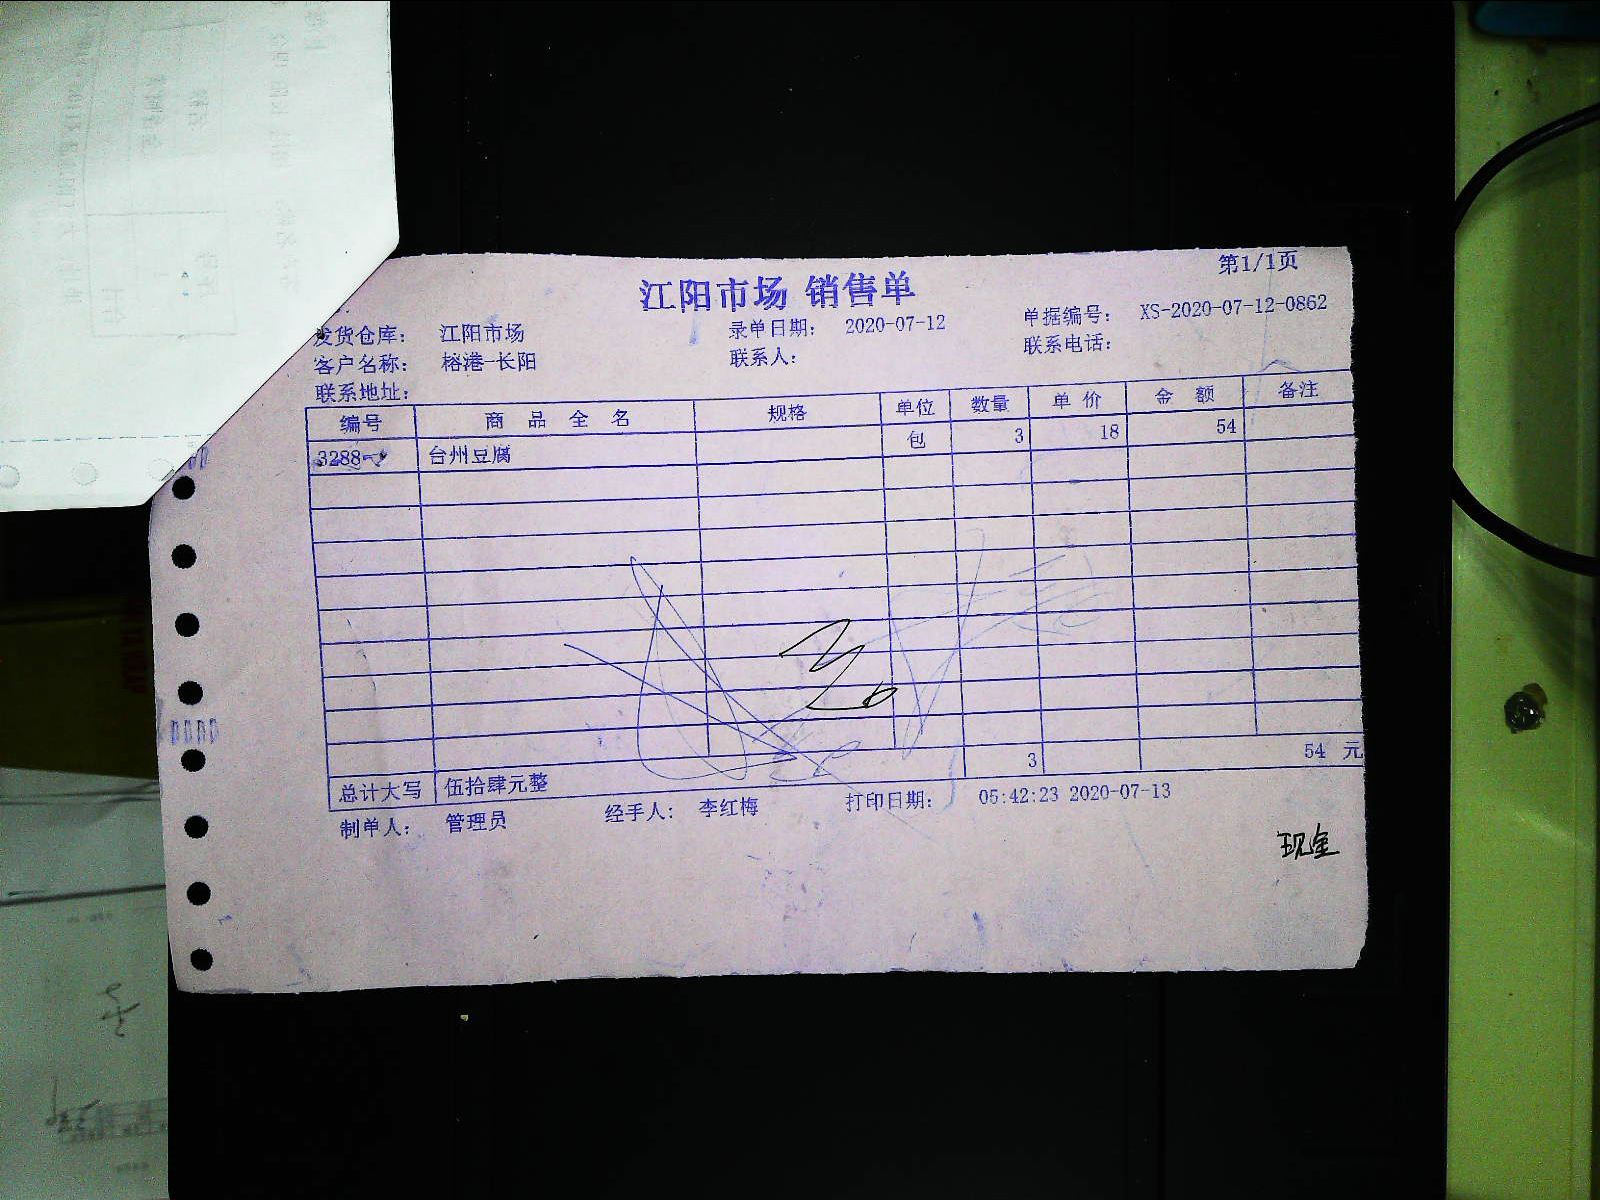 第1/1页
江阳市场 销售单
发货仓库： 江阳市场 录单日期： 2020-07-12 单据编号： XS-2020-07-12-0862
客户名称： 榕港-长阳 联系人： 联系电话：
联系地址：
编号 商品全名 规格 单位 数量 单价 金额 备注
3288 台州豆腐 包 3 18 54
3 54 元
总计大写 伍拾肆元整
制单人： 管理员 经手人： 李红梅 打印日期： 05:42:23 2020-07-13
现金